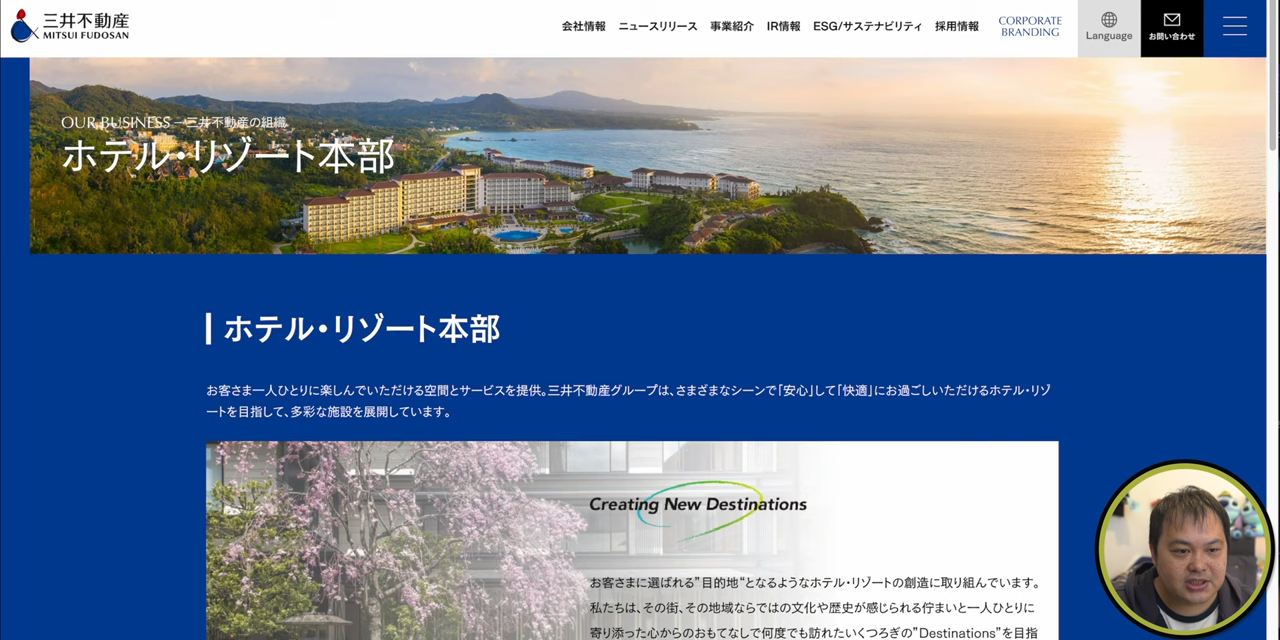 三井不動産
MITSUI FUDOSAN
会社情報 ニュースリリース 事業紹介 IR情報 ESG/サステナビリティ 採用情報
CORPORATE
BRANDING
Language
お問い合わせ
OUR BUSINESS ―三井不動産の組織
ホテル・リゾート本部
ホテル・リゾート本部
お客さま一人ひとりに楽しんでいただける空間とサービスを提供。三井不動産グループは、さまざまなシーンで「安心」して「快適」にお過ごしいただけるホテル・リゾ
ートを目指して、多彩な施設を展開しています。
Creating New Destinations
お客さまに選ばれる”目的地“となるようなホテル・リゾートの創造に取り組んでいます。
私たちは、その街、その地域ならではの文化や歴史が感じられる佇まいと一人ひとりに
寄り添った心からのおもてなしで何度でも訪れたいくつろぎの”Destinations”を目指